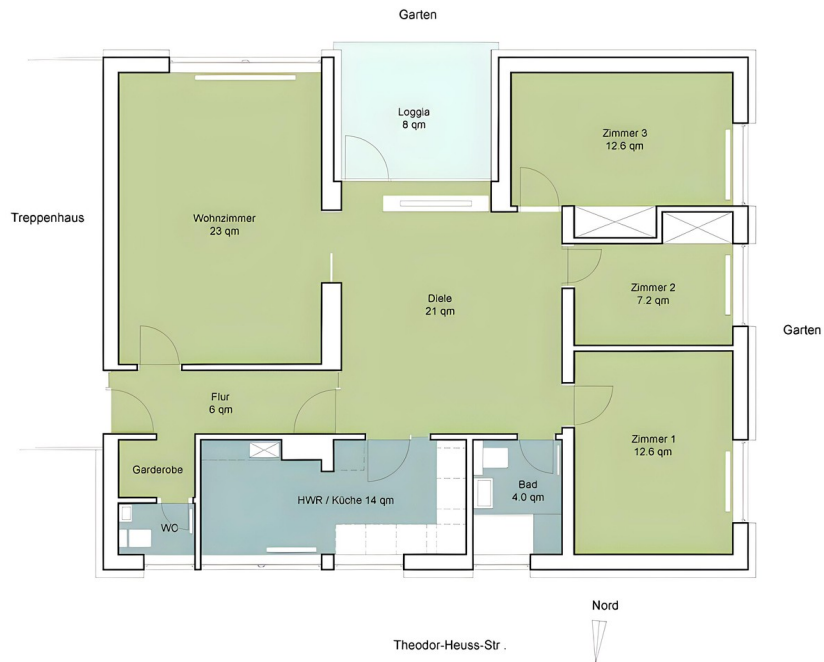 Garten
Loggia
8 qm
Zimmer 3
12.6 qm
Treppenhaus
Wohnzimmer
23 qm
Zimmer 2
7.2 qm
Diele
21 qm
Garten
Flur
6 qm
Zimmer 1
12.6 qm
Garderobe
HWR / Küche 14 qm
Bad
4.0 qm
WC
Nord
Theodor-Heuss-Str .